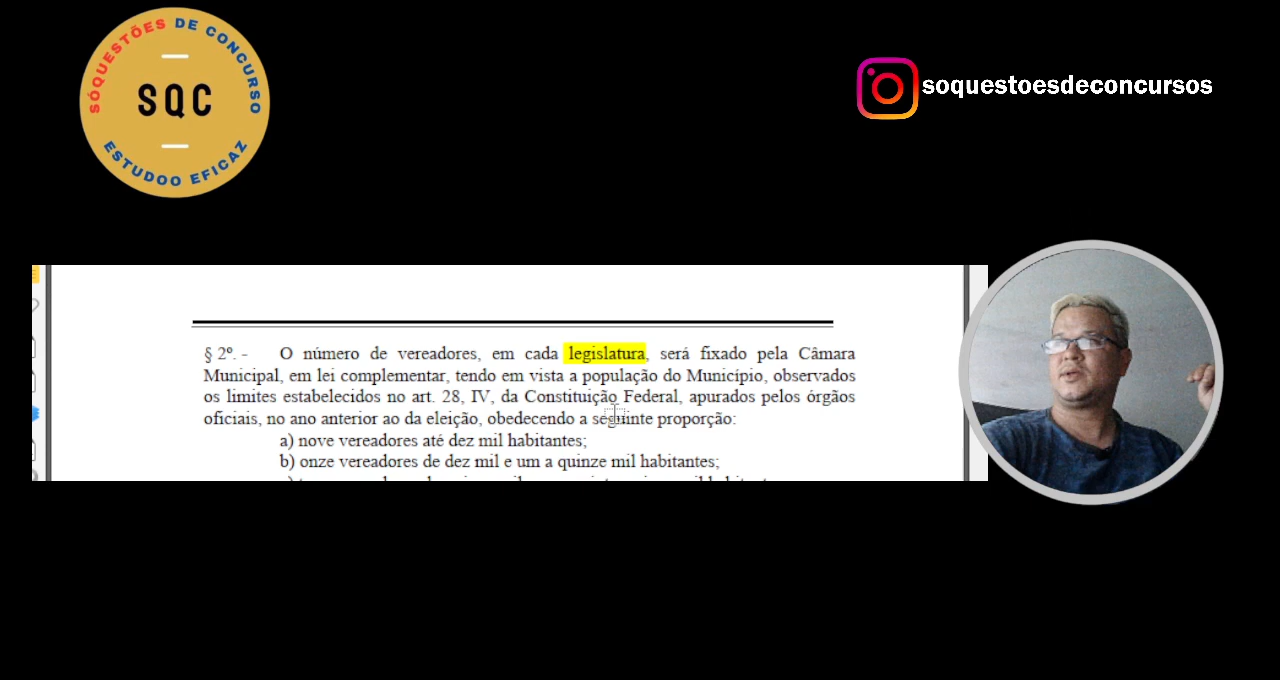 SÓQUESTÕES DE CONCURSO
SQC
ESTUDOO EFICAZ
soquestoesdeconcursos
§ 2º. - O número de vereadores, em cada legislatura, será fixado pela Câmara
Municipal, em lei complementar, tendo em vista a população do Município, observados
os limites estabelecidos no art. 28, IV, da Constituição Federal, apurados pelos órgãos
oficiais, no ano anterior ao da eleição, obedecendo a seguinte proporção:
a) nove vereadores até dez mil habitantes;
b) onze vereadores de dez mil e um a quinze mil habitantes;